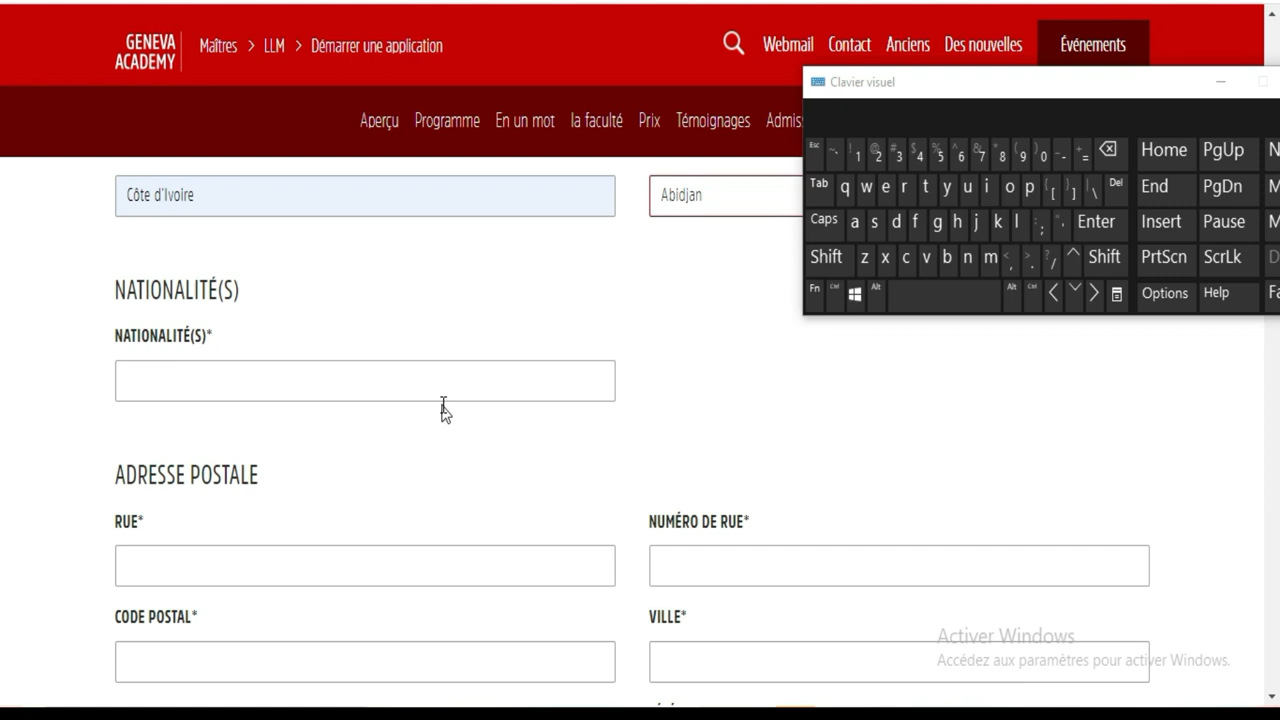 GENEVA
ACADEMY
Maîtres > LLM > Démarrer une application
Webmail Contact Anciens Des nouvelles Événements
Clavier visuel
Aperçu Programme En un mot la faculté Prix Témoignages Admiss
Esc ~ ` ! 1 @ 2 # 3 $ 4 % 5 ^ 6 & 7 * 8 ( 9 ) 0 _ - + = Home PgUp N
Tab q w e r t y u i o p { [ } ] | \ Del End PgDn M
Caps a s d f g h j k l : ; " ' Enter Insert Pause M
Shift z x c v b n m < , > . ? / ^ Shift PrtScn ScrLk D
Fn Ctrl Alt Alt Ctrl < > Options Help Fa
Côte d'Ivoire
Abidjan
NATIONALITÉ(S)
NATIONALITÉ(S)*
ADRESSE POSTALE
RUE*
NUMÉRO DE RUE*
CODE POSTAL*
VILLE*
Activer Windows
Accédez aux paramètres pour activer Windows.